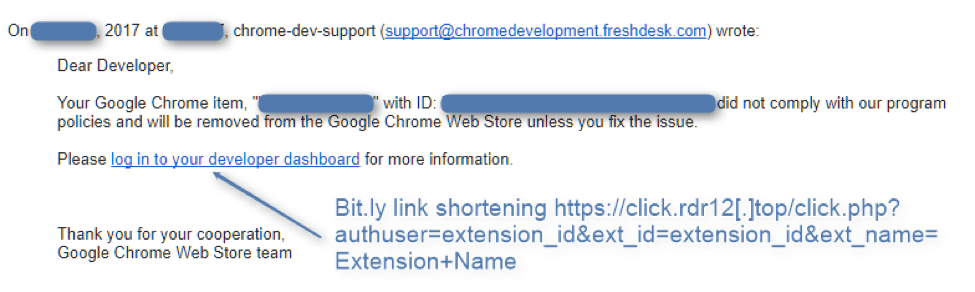 On , 2017 at , chrome-dev-support (support@chromedevelopment.freshdesk.com) wrote:
Dear Developer,
Your Google Chrome item, "" with ID: did not comply with our program
policies and will be removed from the Google Chrome Web Store unless you fix the issue.
Please log in to your developer dashboard for more information.
Bit.ly link shortening https://click.rdr12[.]top/click.php?
authuser=extension_id&ext_id=extension_id&ext_name=
Extension+Name
Thank you for your cooperation,
Google Chrome Web Store team